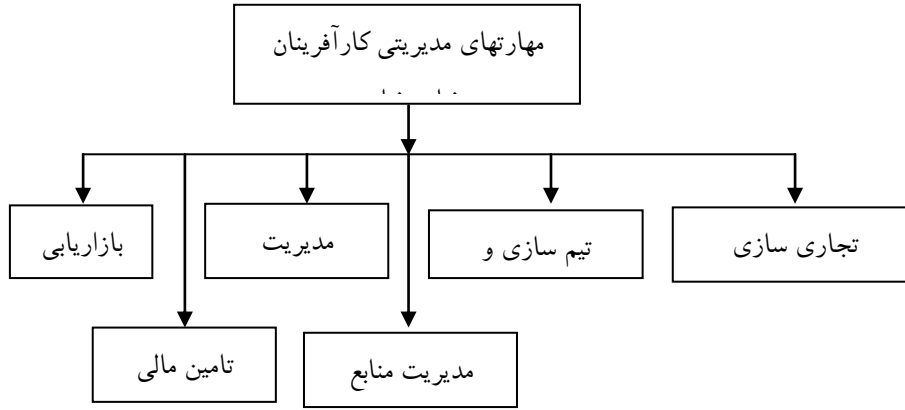 مهارتهای مدیریتی کارآفرینان
تجاری سازی
تیم سازی و
مدیریت
بازاریابی
مدیریت منابع
تامین مالی